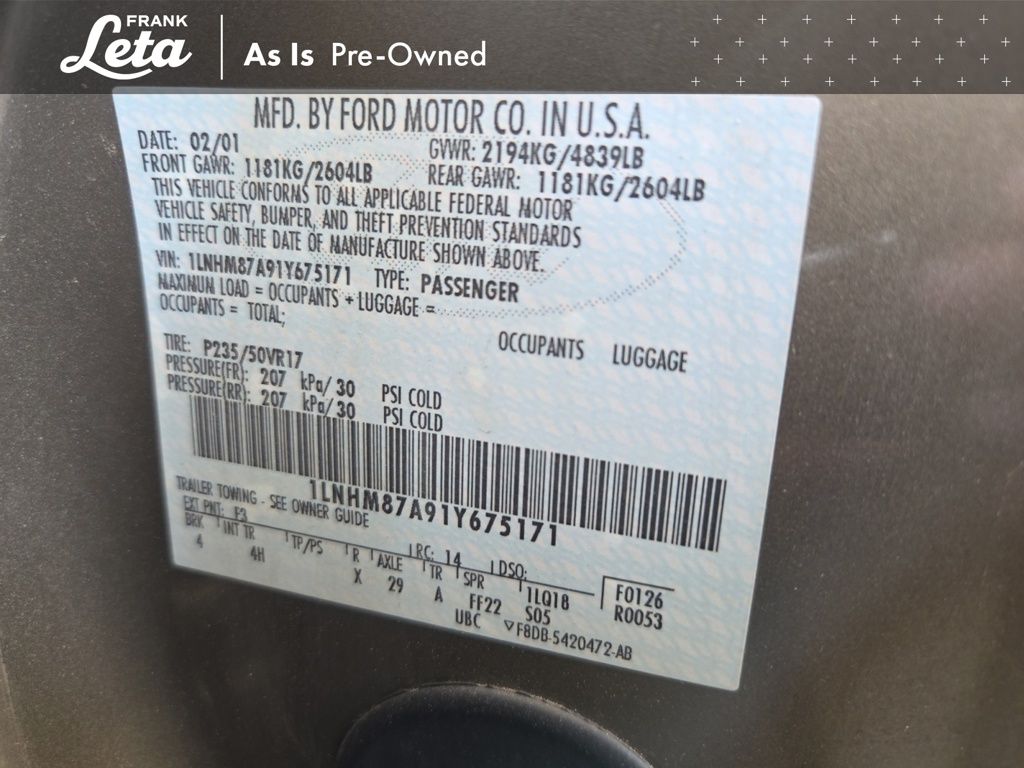 FRANK
Leta
As Is Pre-Owned
MFD. BY FORD MOTOR CO. IN U.S.A.
DATE: 02/01 GVWR: 2194KG/4839LB
FRONT GAWR: 1181KG/2604LB REAR GAWR: 1181KG/2604LB
THIS VEHICLE CONFORMS TO ALL APPLICABLE FEDERAL MOTOR
VEHICLE SAFETY, BUMPER, AND THEFT PREVENTION STANDARDS
IN EFFECT ON THE DATE OF MANUFACTURE SHOWN ABOVE.
VIN: 1LNHM87A91Y675171 TYPE: PASSENGER
MAXIMUM LOAD = OCCUPANTS + LUGGAGE =
OCCUPANTS = TOTAL;
OCCUPANTS LUGGAGE
TIRE: P235/50VR17
PRESSURE(FR): 207 kPa/ 30 PSI COLD
PRESSURE(RR): 207 kPa/ 30 PSI COLD
1LNHM87A91Y675171
TRAILER TOWING - SEE OWNER GUIDE
EXT PNT: F3 RC: 14 DSO:
BRK INT TR TP/PS R AXLE TR SPR 1LQ18 F0126
4 4H X 29 A FF22 S05 R0053
UBC ▽F8DB-5420472-AB